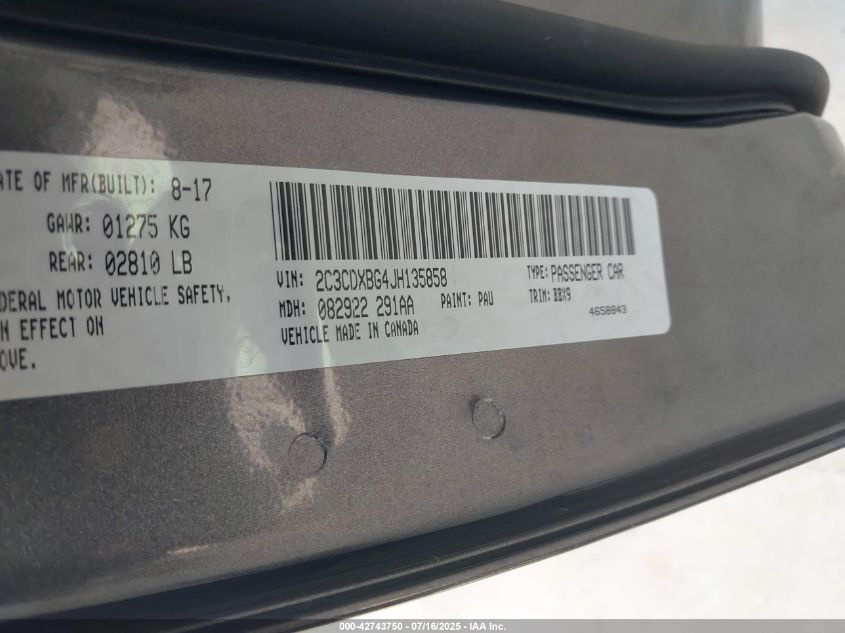 ATE OF MFR(BUILT): 8-17
GAWR: 01275 KG
REAR: 02810 LB
DERAL MOTOR VEHICLE SAFETY,
N EFFECT ON
OVE.
VIN: 2C3CDXBG4JH135858
TYPE: PASSENGER CAR
MDH: 082922 291AA
PAINT: PAU
TRIM: BBX9
VEHICLE MADE IN CANADA
4658843
000-42743750 - 07/16/2025 - IAA Inc.